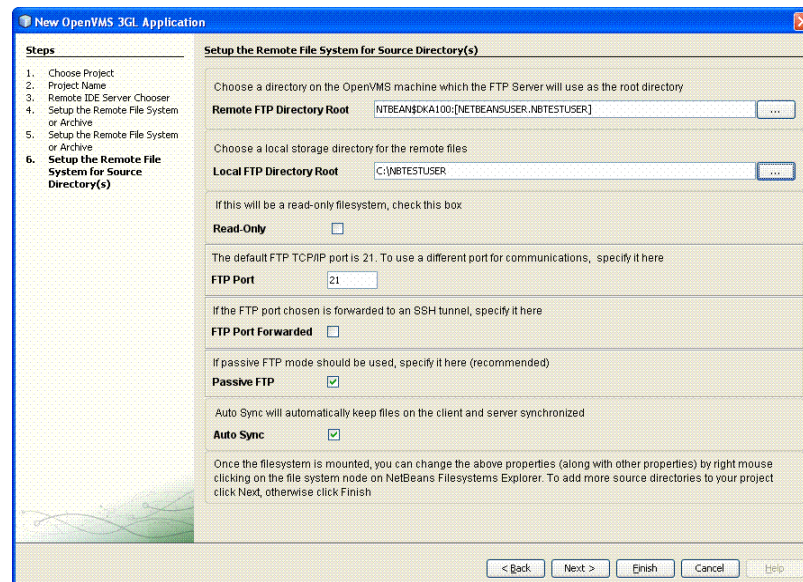 New OpenVMS 3GL Application
Steps
1. Choose Project
2. Project Name
3. Remote IDE Server Chooser
4. Setup the Remote File System
or Archive
5. Setup the Remote File System
or Archive
6. Setup the Remote File
System for Source
Directory(s)
Setup the Remote File System for Source Directory(s)
Choose a directory on the OpenVMS machine which the FTP Server will use as the root directory
Remote FTP Directory Root NTBEAN$DKA100:[NETBEANSUSER.NBTESTUSER] ...
Choose a local storage directory for the remote files
Local FTP Directory Root C:\NBTESTUSER ...
If this will be a read-only filesystem, check this box
Read-Only
The default FTP TCP/IP port is 21. To use a different port for communications, specify it here
FTP Port 21
If the FTP port chosen is forwarded to an SSH tunnel, specify it here
FTP Port Forwarded
If passive FTP mode should be used, specify it here (recommended)
Passive FTP
Auto Sync will automatically keep files on the client and server synchronized
Auto Sync
Once the filesystem is mounted, you can change the above properties (along with other properties) by right mouse
clicking on the file system node on NetBeans Filesystems Explorer. To add more source directories to your project
click Next, otherwise click Finish
< Back Next > Finish Cancel Help